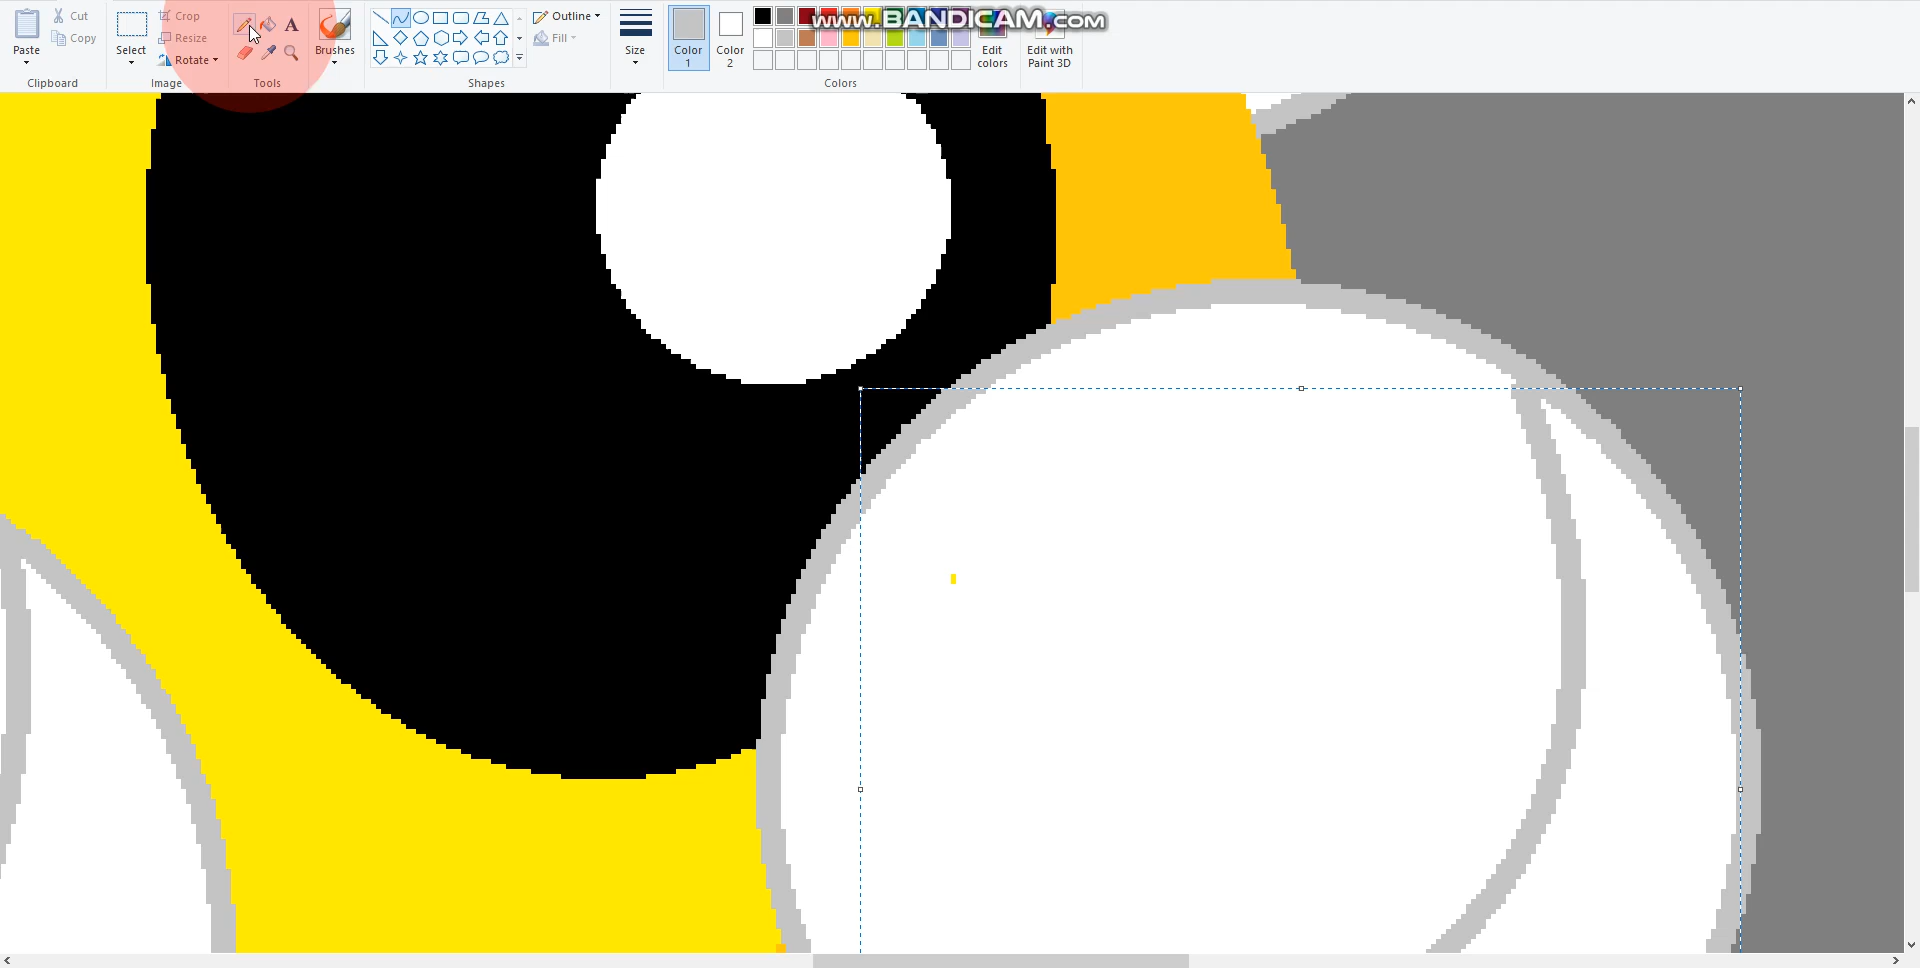 www.BANDICAM.com
Paste
Cut
Copy
Clipboard
Select
Crop
Resize
Rotate
Image
A
Tools
Brushes
Shapes
Outline
Fill
Size
Color 1
Color 2
Edit colors
Colors
Edit with Paint 3D